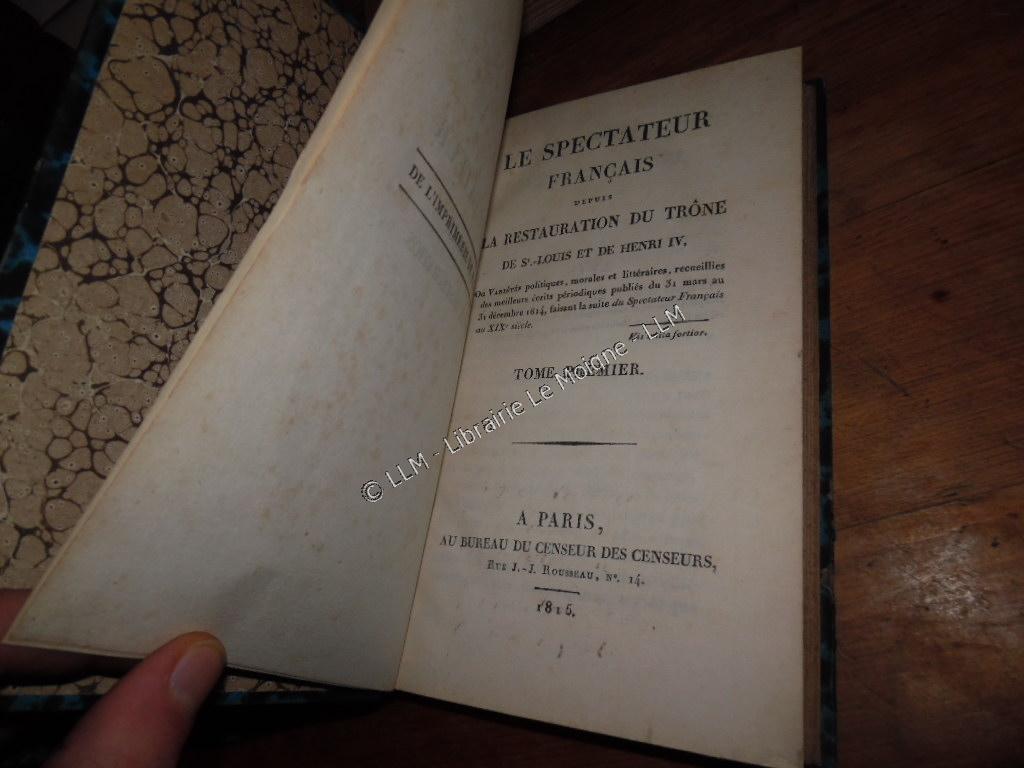 DE L'IMPRIMERIE
LE SPECTATEUR
FRANÇAIS
DEPUIS
LA RESTAURATION DU TRÔNE
DE St.-LOUIS ET DE HENRI IV,
Ou Variétés politiques, morales et littéraires, recueillies
des meilleurs écrits périodiques publiés du 31 mars au
31 décembre 1814, faisant la suite du Spectateur Français
au XIXe siècle.
fortior.
TOME PREMIER.
A PARIS,
AU BUREAU DU CENSEUR DES CENSEURS,
RUE J.-J. ROUSSEAU, No. 14.
1815.
© LLM - Librairie Le Moigne - LLM